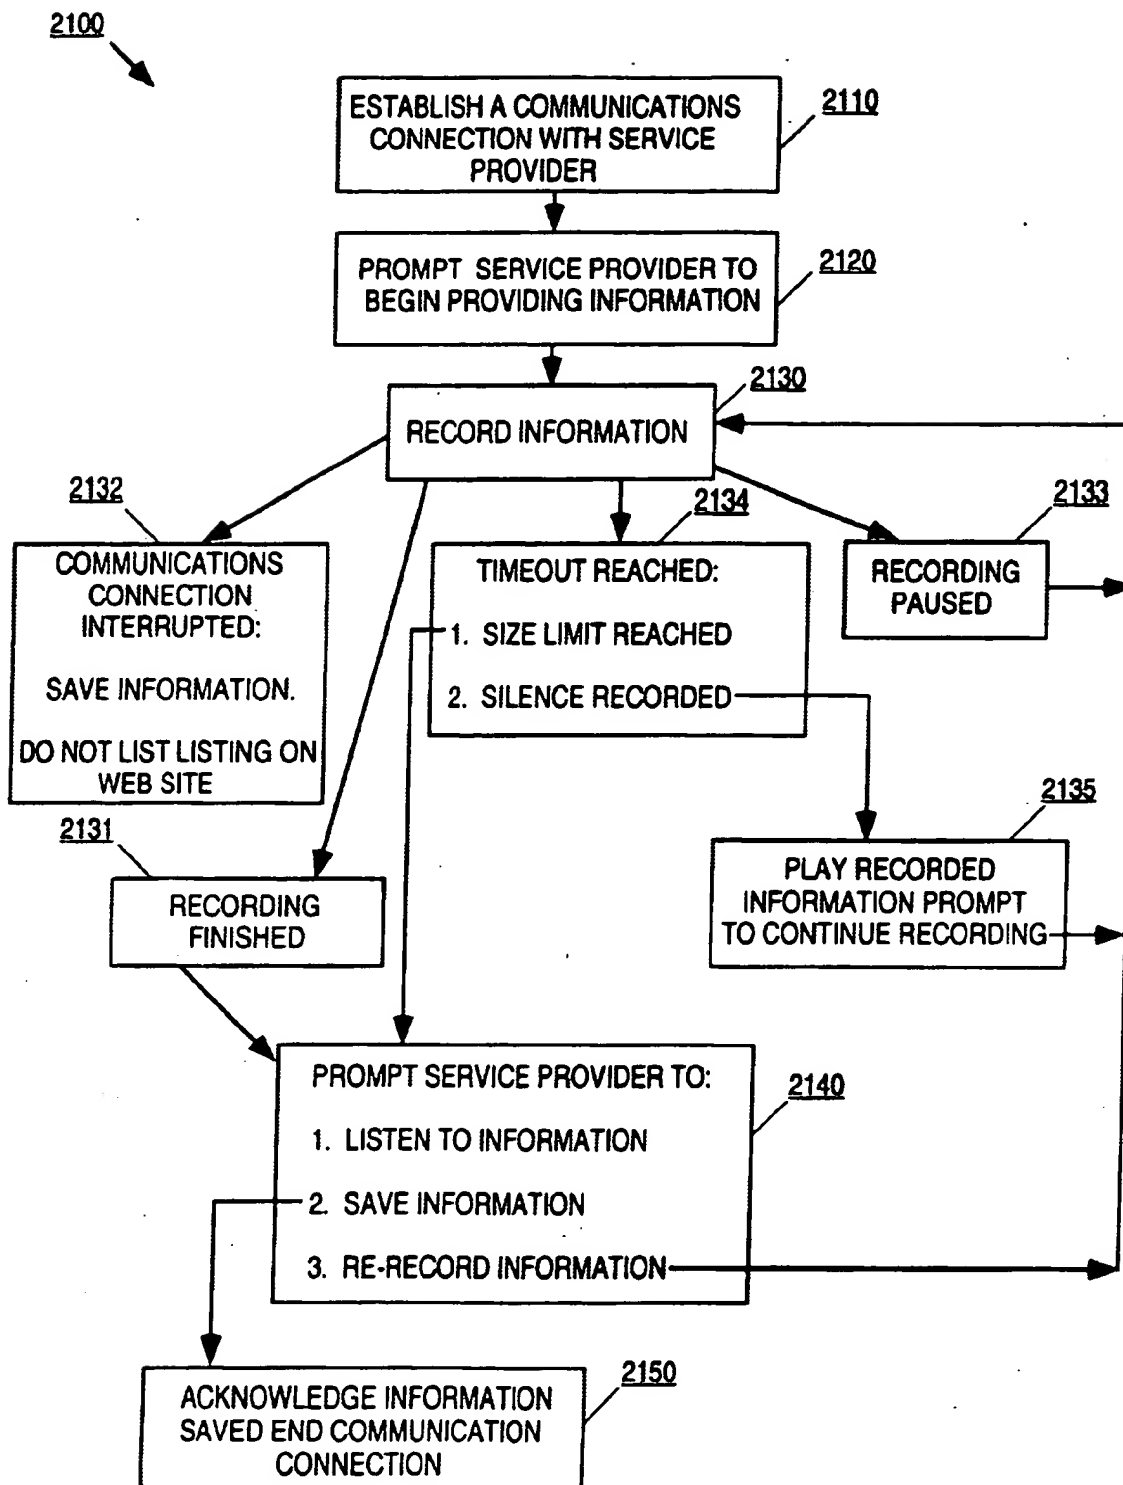 2100
ESTABLISH A COMMUNICATIONS
CONNECTION WITH SERVICE
PROVIDER
2110
PROMPT SERVICE PROVIDER TO
BEGIN PROVIDING INFORMATION
2120
RECORD INFORMATION
2130
2132
COMMUNICATIONS
CONNECTION
INTERRUPTED:
SAVE INFORMATION.
DO NOT LIST LISTING ON
WEB SITE
2134
TIMEOUT REACHED:
1. SIZE LIMIT REACHED
2. SILENCE RECORDED
2133
RECORDING
PAUSED
2131
RECORDING
FINISHED
2135
PLAY RECORDED
INFORMATION PROMPT
TO CONTINUE RECORDING
PROMPT SERVICE PROVIDER TO:
1. LISTEN TO INFORMATION
2. SAVE INFORMATION
3. RE-RECORD INFORMATION
2140
ACKNOWLEDGE INFORMATION
SAVED END COMMUNICATION
CONNECTION
2150